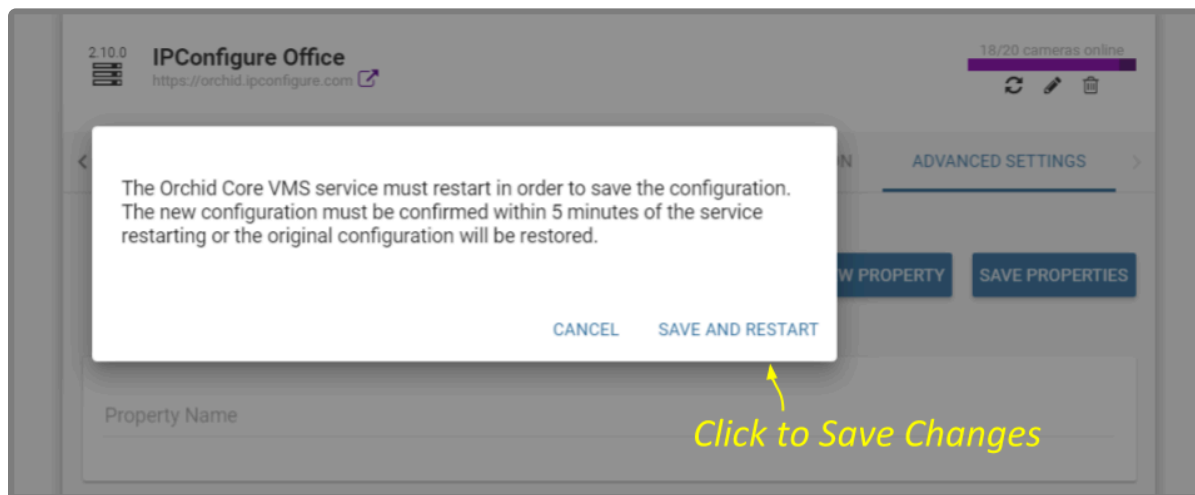 2.10.0
IPConfigure Office
https://orchid.ipconfigure.com
18/20 cameras online
ADVANCED SETTINGS
The Orchid Core VMS service must restart in order to save the configuration.
The new configuration must be confirmed within 5 minutes of the service
restarting or the original configuration will be restored.
PROPERTY
SAVE PROPERTIES
CANCEL
SAVE AND RESTART
Property Name
Click to Save Changes